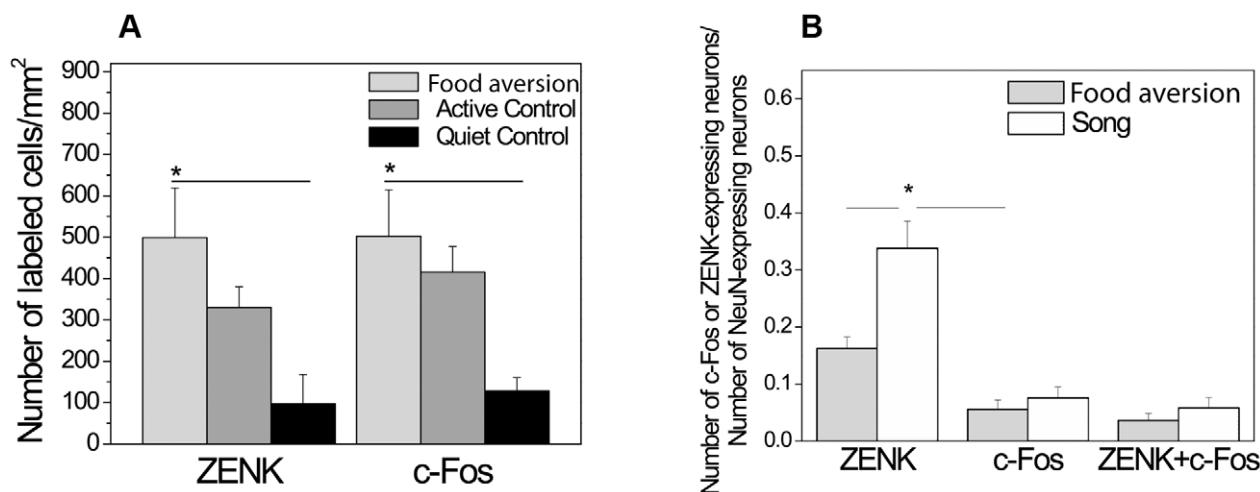 A
Number of labeled cells/mm²
900
800
700
600
500
400
300
200
100
0
Food aversion
Active Control
Quiet Control
*
*
ZENK
c-Fos
B
Number of c-Fos or ZENK-expressing neurons/
Number of NeuN-expressing neurons
0.6
0.5
0.4
0.3
0.2
0.1
0.0
Food aversion
Song
*
ZENK
c-Fos
ZENK+c-Fos